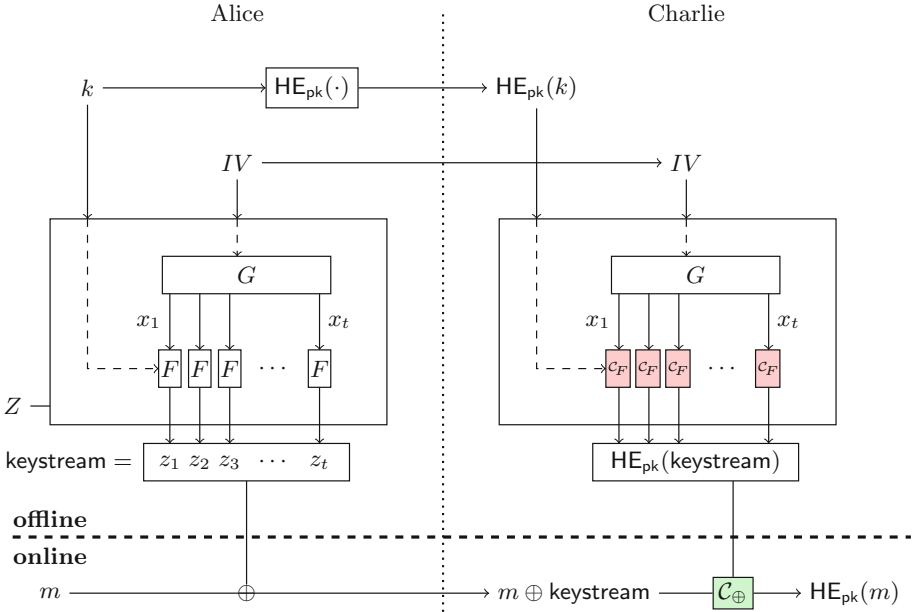 Alice Charlie
k HE_pk(·) HE_pk(k)
IV IV
G G
x_1 x_t x_1 x_t
F F F ··· F C_F C_F C_F ··· C_F
Z
keystream = z_1 z_2 z_3 ··· z_t HE_pk(keystream)
offline
online
m ⊕ m ⊕ keystream C_⊕ HE_pk(m)